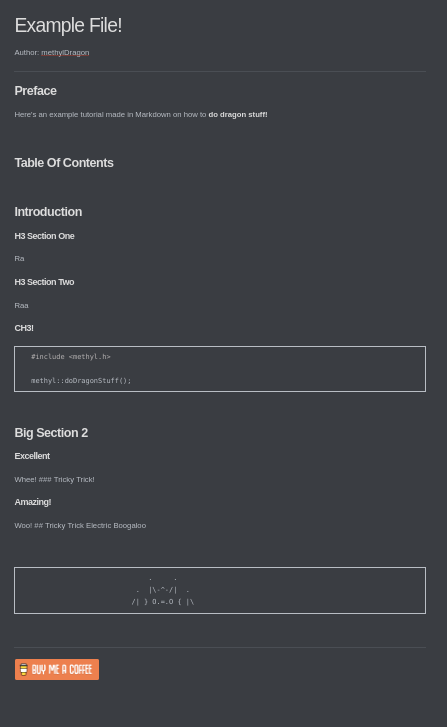 Example File!
Author: methylDragon
Preface
Here's an example tutorial made in Markdown on how to do dragon stuff!
Table Of Contents
Introduction
H3 Section One
Ra
H3 Section Two
Raa
CH3!
#include <methyl.h>
methyl::doDragonStuff();
Big Section 2
Excellent
Whee! ### Tricky Trick!
Amazing!
Woo! ## Tricky Trick Electric Boogaloo
.     .
.  |\-^-/|  .
/| } O.=.O { |\
BUY ME A COFFEE